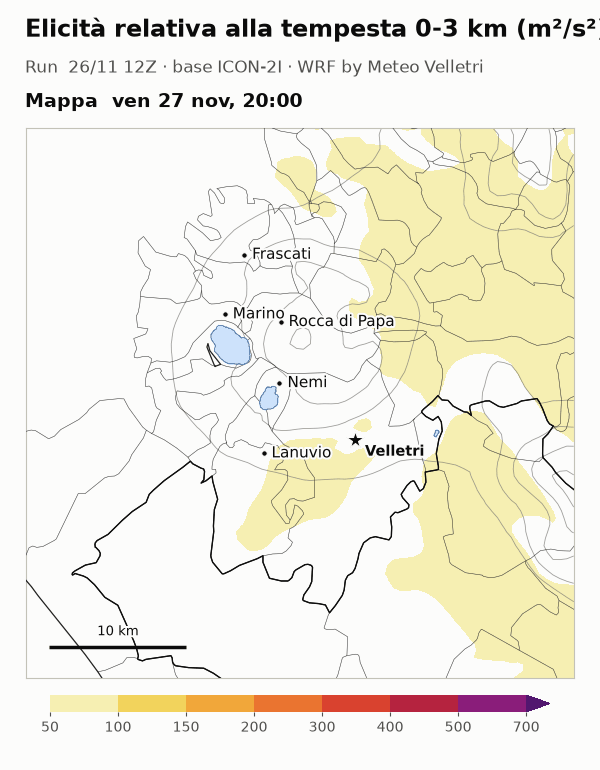 Elicità relativa alla tempesta 0-3 km (m²/s²)
Run 26/11 12Z · base ICON-2I · WRF by Meteo Velletri
Mappa ven 27 nov, 20:00
Frascati
Marino
Rocca di Papa
Nemi
Velletri
Lanuvio
10 km
50 100 150 200 300 400 500 700